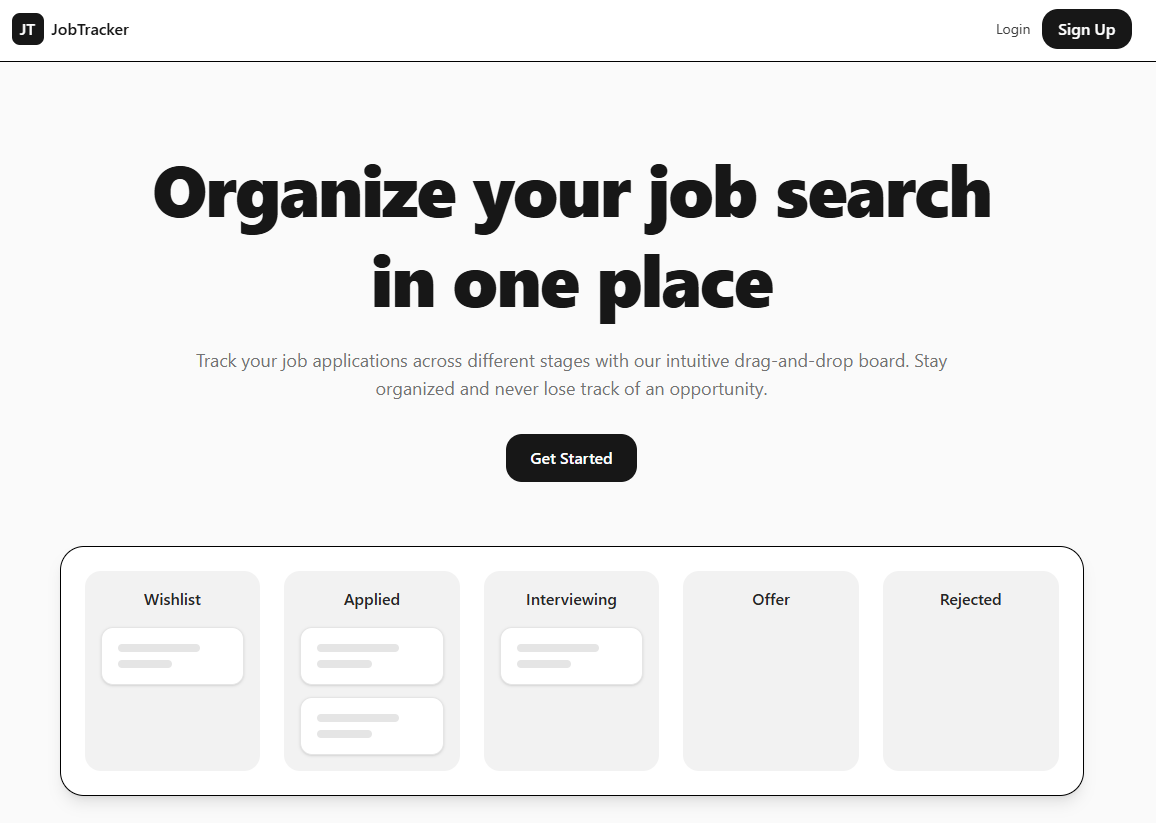 JT JobTracker
Login
Sign Up
Organize your job search
in one place
Track your job applications across different stages with our intuitive drag-and-drop board. Stay
organized and never lose track of an opportunity.
Get Started
Wishlist
Applied
Interviewing
Offer
Rejected